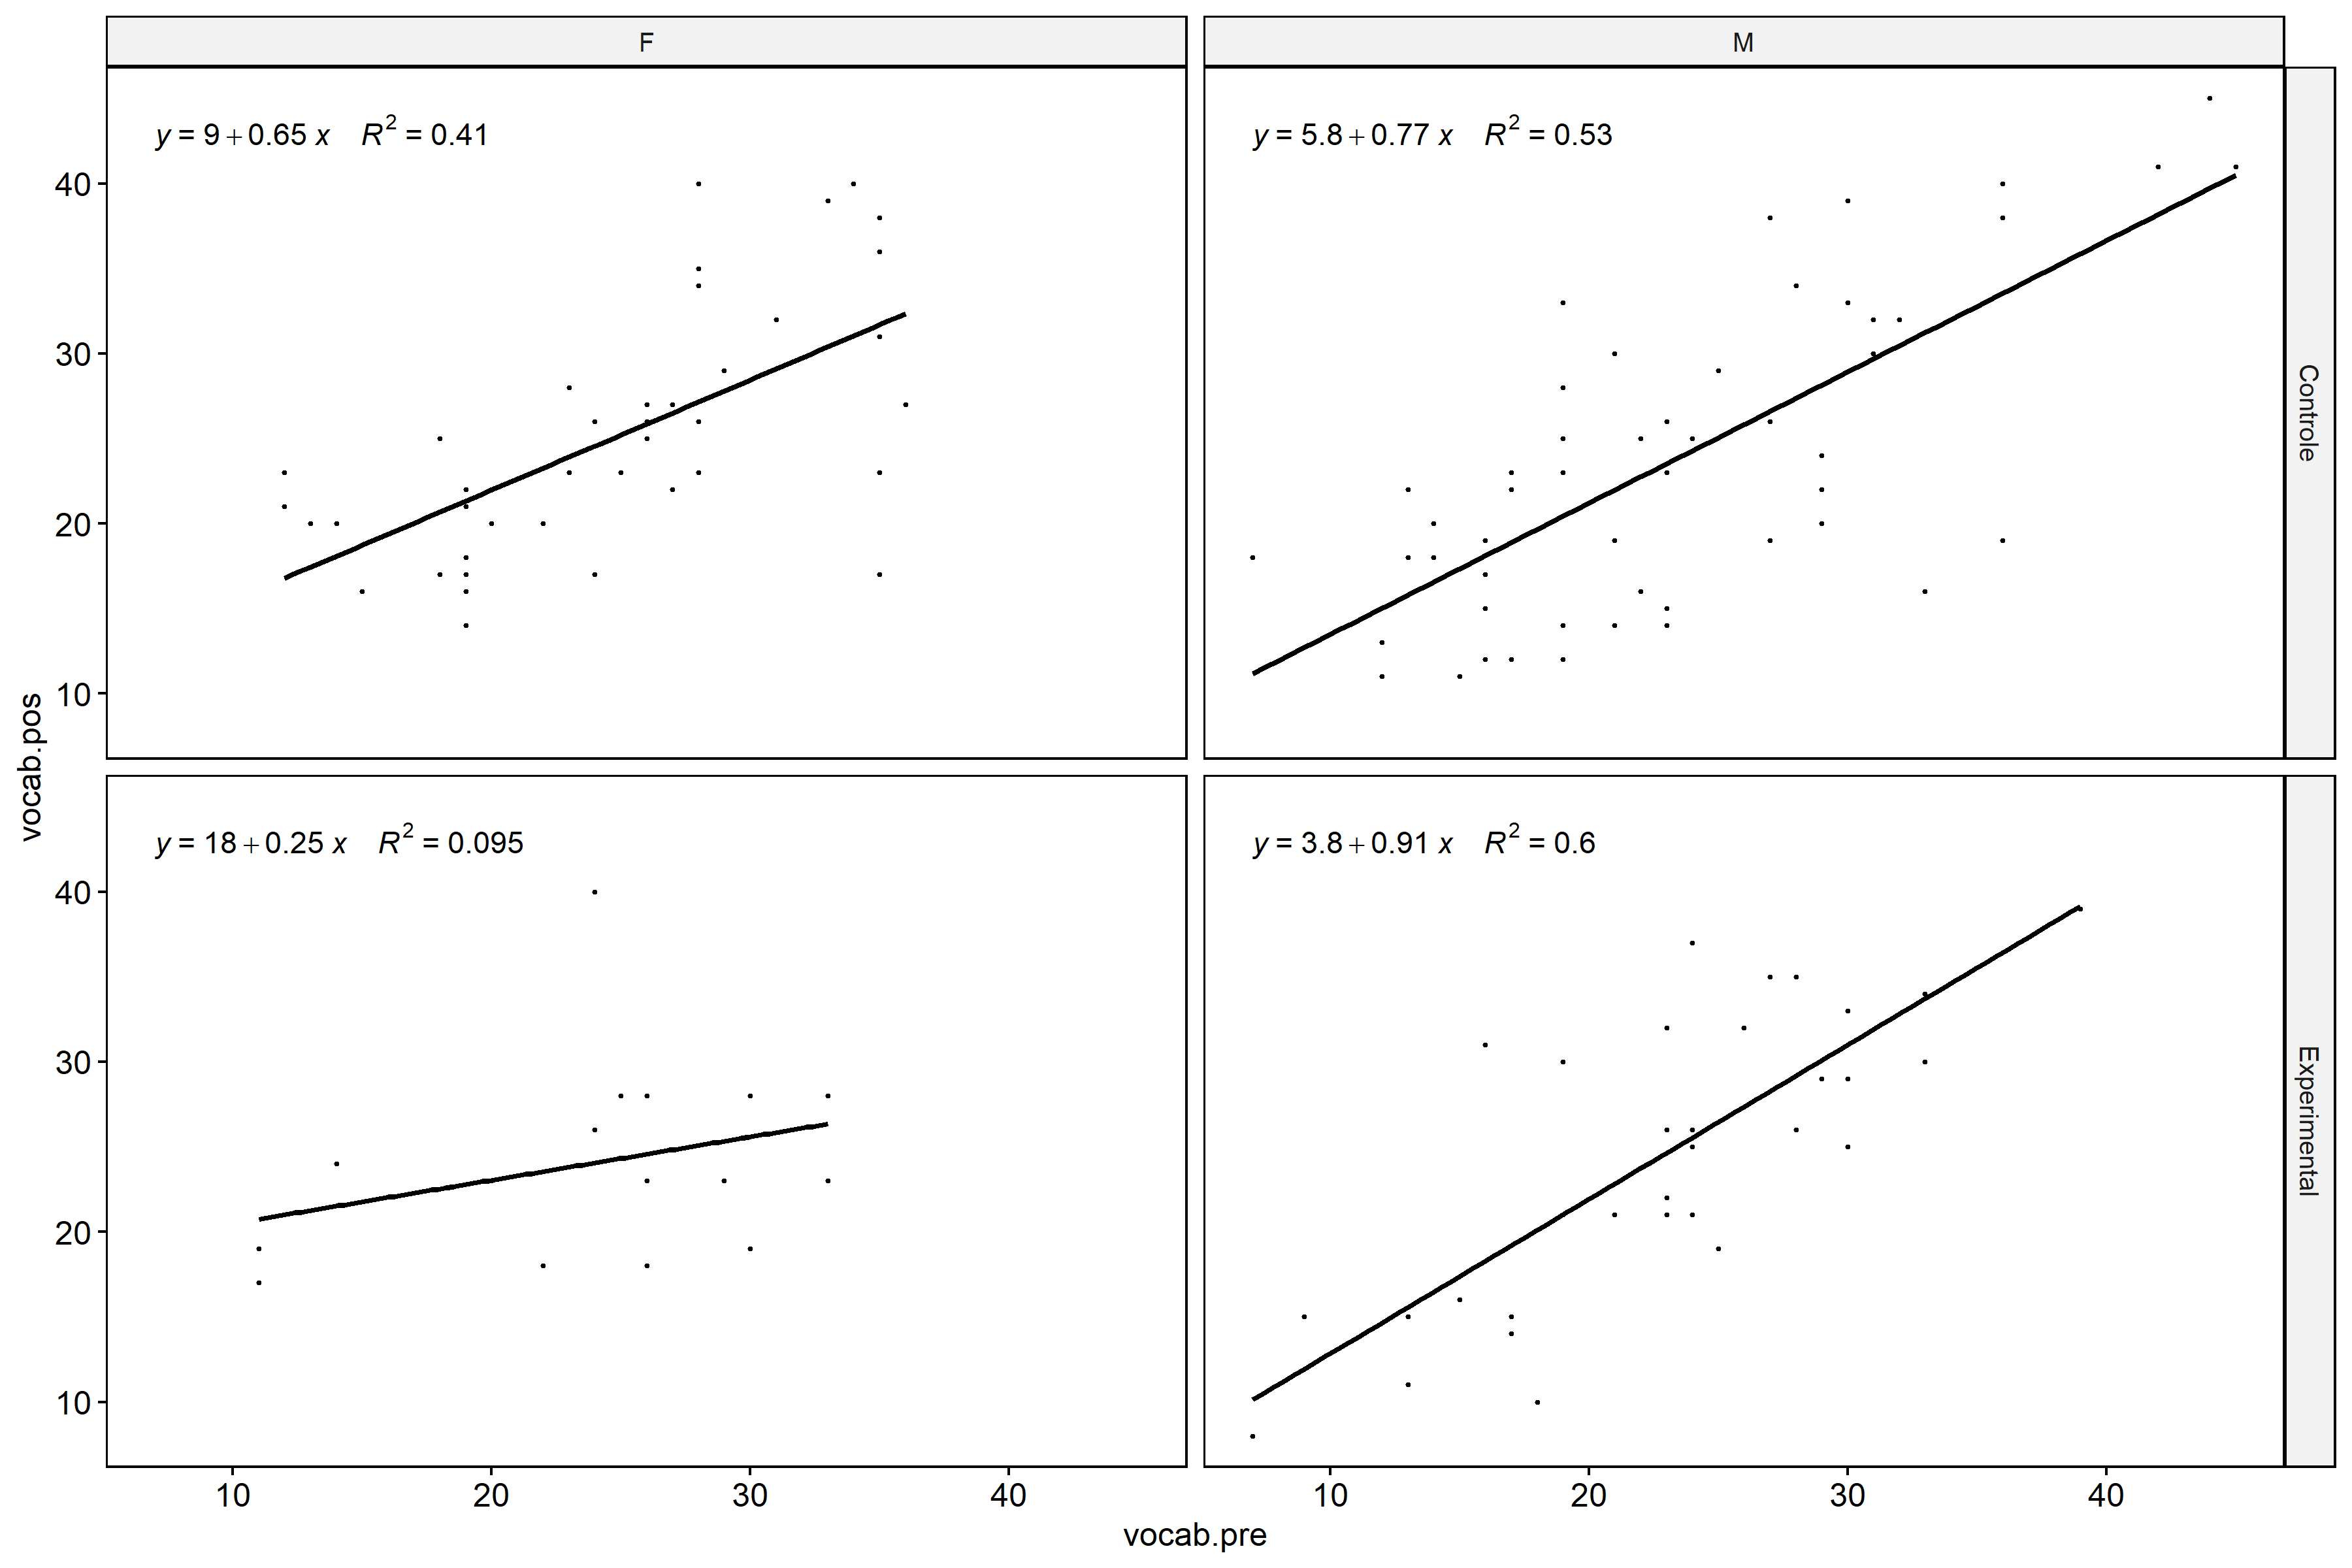 F
M
y = 9 + 0.65 x R² = 0.41
y = 5.8 + 0.77 x R² = 0.53
40
30
20
10
Controle
y = 18 + 0.25 x R² = 0.095
y = 3.8 + 0.91 x R² = 0.6
40
30
20
10
Experimental
vocab.pos
10 20 30 40
10 20 30 40
vocab.pre